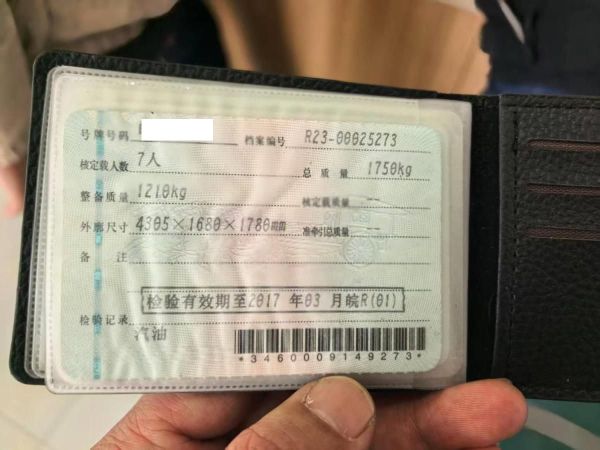 号牌号码 档案编号 R23-00025273
核定载人数 7人 总质量 1750kg
整备质量 1210kg 核定载质量 --
外廓尺寸 4305×1680×1780mm 准牵引总质量 --
备注
检验有效期至2017年03月皖R(01)
检验记录
汽油
*3460009149273*